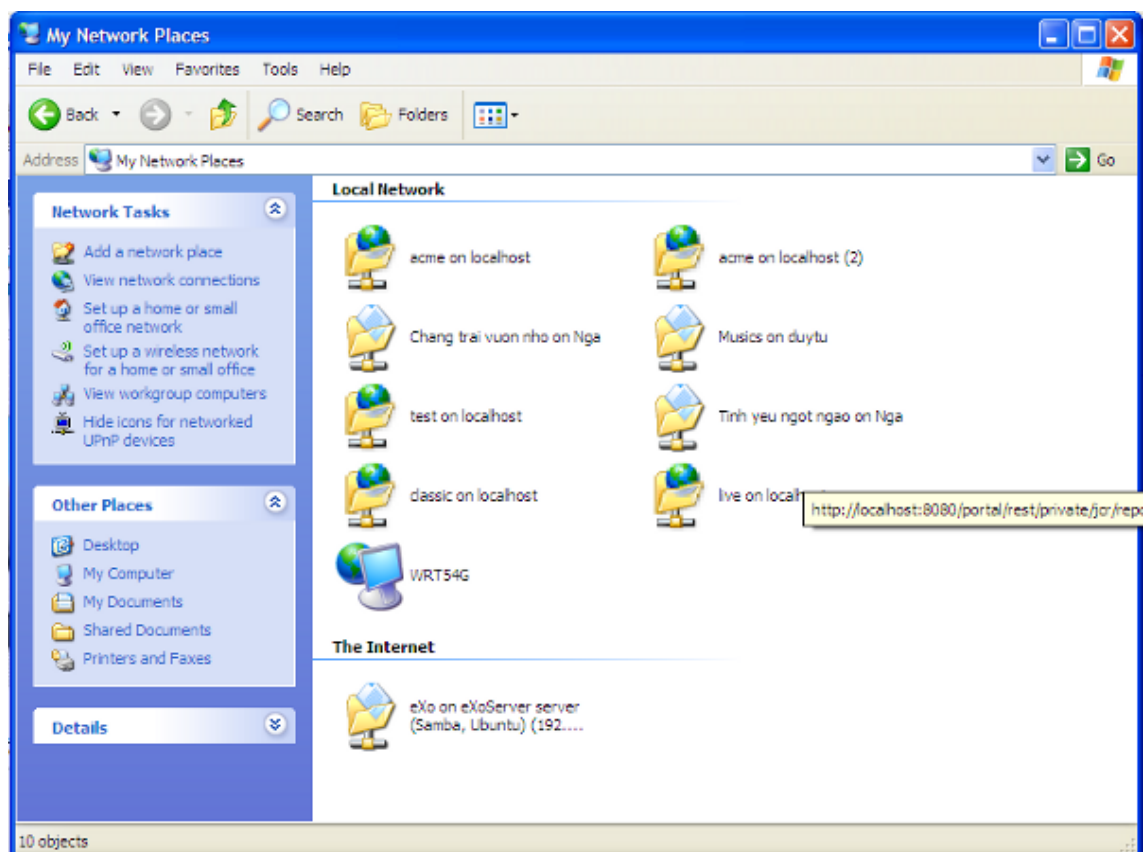 My Network Places
File Edit View Favorites Tools Help
Back Search Folders
Address My Network Places Go
Network Tasks
Add a network place
View network connections
Set up a home or small
office network
Set up a wireless network
for a home or small office
View workgroup computers
Hide icons for networked
UPnP devices
Other Places
Desktop
My Computer
My Documents
Shared Documents
Printers and Faxes
Details
Local Network
acme on localhost
acme on localhost (2)
Chang trai vuon nho on Nga
Musics on duytu
test on localhost
Tinh yeu ngot ngao on Nga
classic on localhost
live on localh
http://localhost:8080/portal/rest/private/jcr/repo
WRT54G
The Internet
eXo on eXoServer server
(Samba, Ubuntu) (192....
10 objects